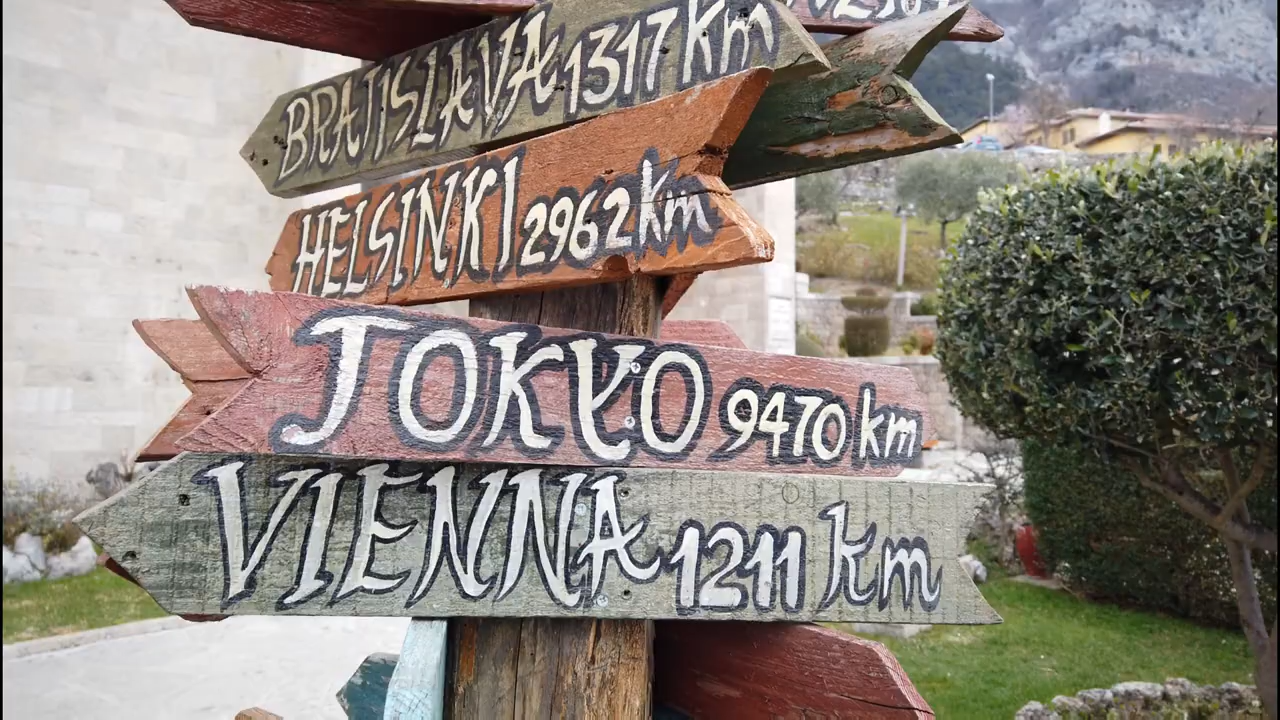 BRATISLAVA 1317 km
HELSINKI 2962 km
TOKYO 9470 km
VIENNA 1211 km